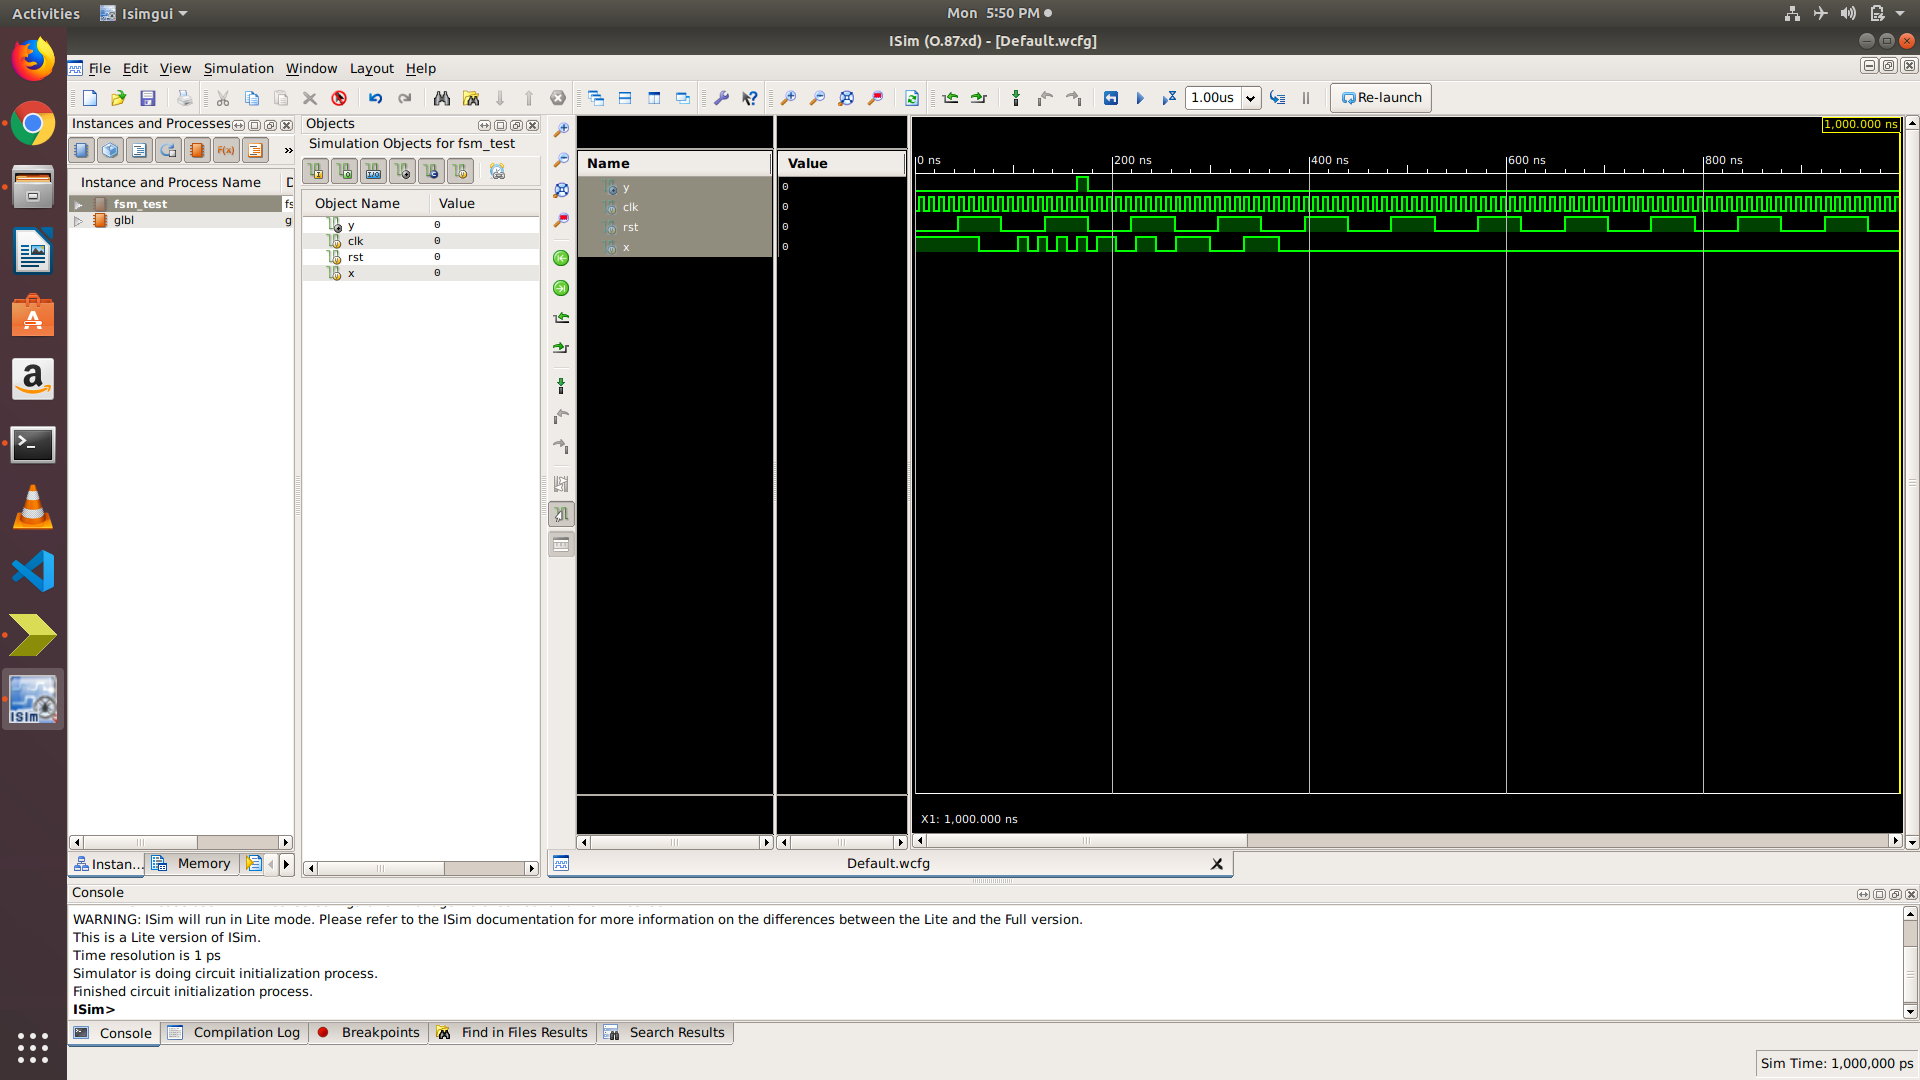 Activities
Isimgui
Mon 5:50 PM
ISim (O.87xd) - [Default.wcfg]
File Edit View Simulation Window Layout Help
1.00us
Re-launch
Instances and Processes
F(x)
»
Instance and Process Name
D
fsm_test
fs
glbl
g
Instan...
Memory
Objects
Simulation Objects for fsm_test
Object Name Value
y 0
clk 0
rst 0
x 0
Name Value
y 0
clk 0
rst 0
x 0
1,000.000 ns
0 ns 200 ns 400 ns 600 ns 800 ns
X1: 1,000.000 ns
Default.wcfg
Console
WARNING: ISim will run in Lite mode. Please refer to the ISim documentation for more information on the differences between the Lite and the Full version.
This is a Lite version of ISim.
Time resolution is 1 ps
Simulator is doing circuit initialization process.
Finished circuit initialization process.
ISim>
Console Compilation Log Breakpoints Find in Files Results Search Results
Sim Time: 1,000,000 ps
ISim